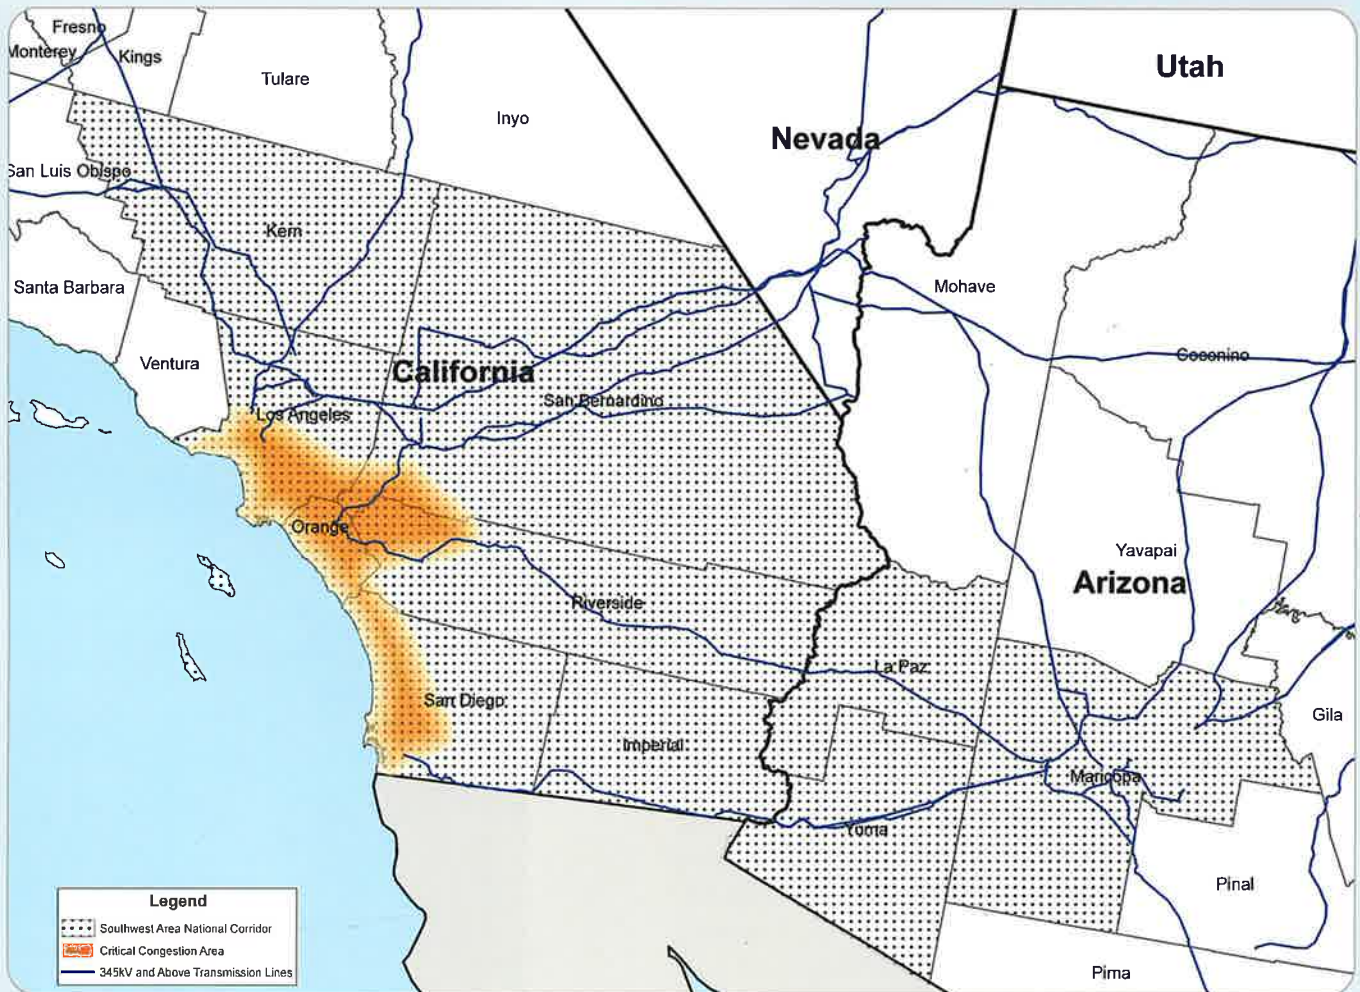 Fresno
Monterey
Kings
Tulare
Inyo
Utah
Nevada
San Luis Obispo
Kern
Santa Barbara
Mohave
Ventura
California
Coconino
San Bernardino
Los Angeles
Orange
Yavapai
Arizona
Riverside
La Paz
San Diego
Gila
Imperial
Maricopa
Yuma
Pinal
Pima
Legend
Southwest Area National Corridor
Critical Congestion Area
345kV and Above Transmission Lines